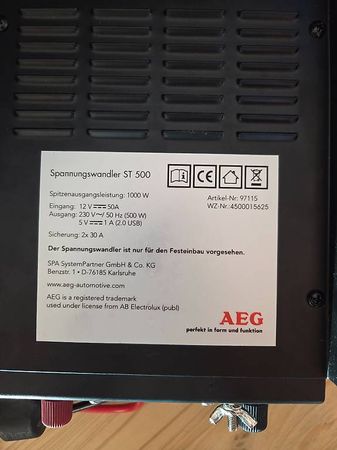 Spannungswandler ST 500
Spitzenausgangsleistung: 1000 W
Eingang: 12 V ⎓ 50A
Ausgang: 230 V ~/ 50 Hz (500 W)
5 V ⎓ 1 A (2.0 USB)
Sicherung: 2x 30 A
CE
Artikel-Nr: 97115
WZ-Nr.:4500015625
Der Spannungswandler ist nur für den Festeinbau vorgesehen.
SPA SystemPartner GmbH & Co. KG
Benzstr. 1 • D-76185 Karlsruhe
www.aeg-automotive.com
AEG is a registered trademark
used under license from AB Electrolux (publ)
AEG
perfekt in form und funktion